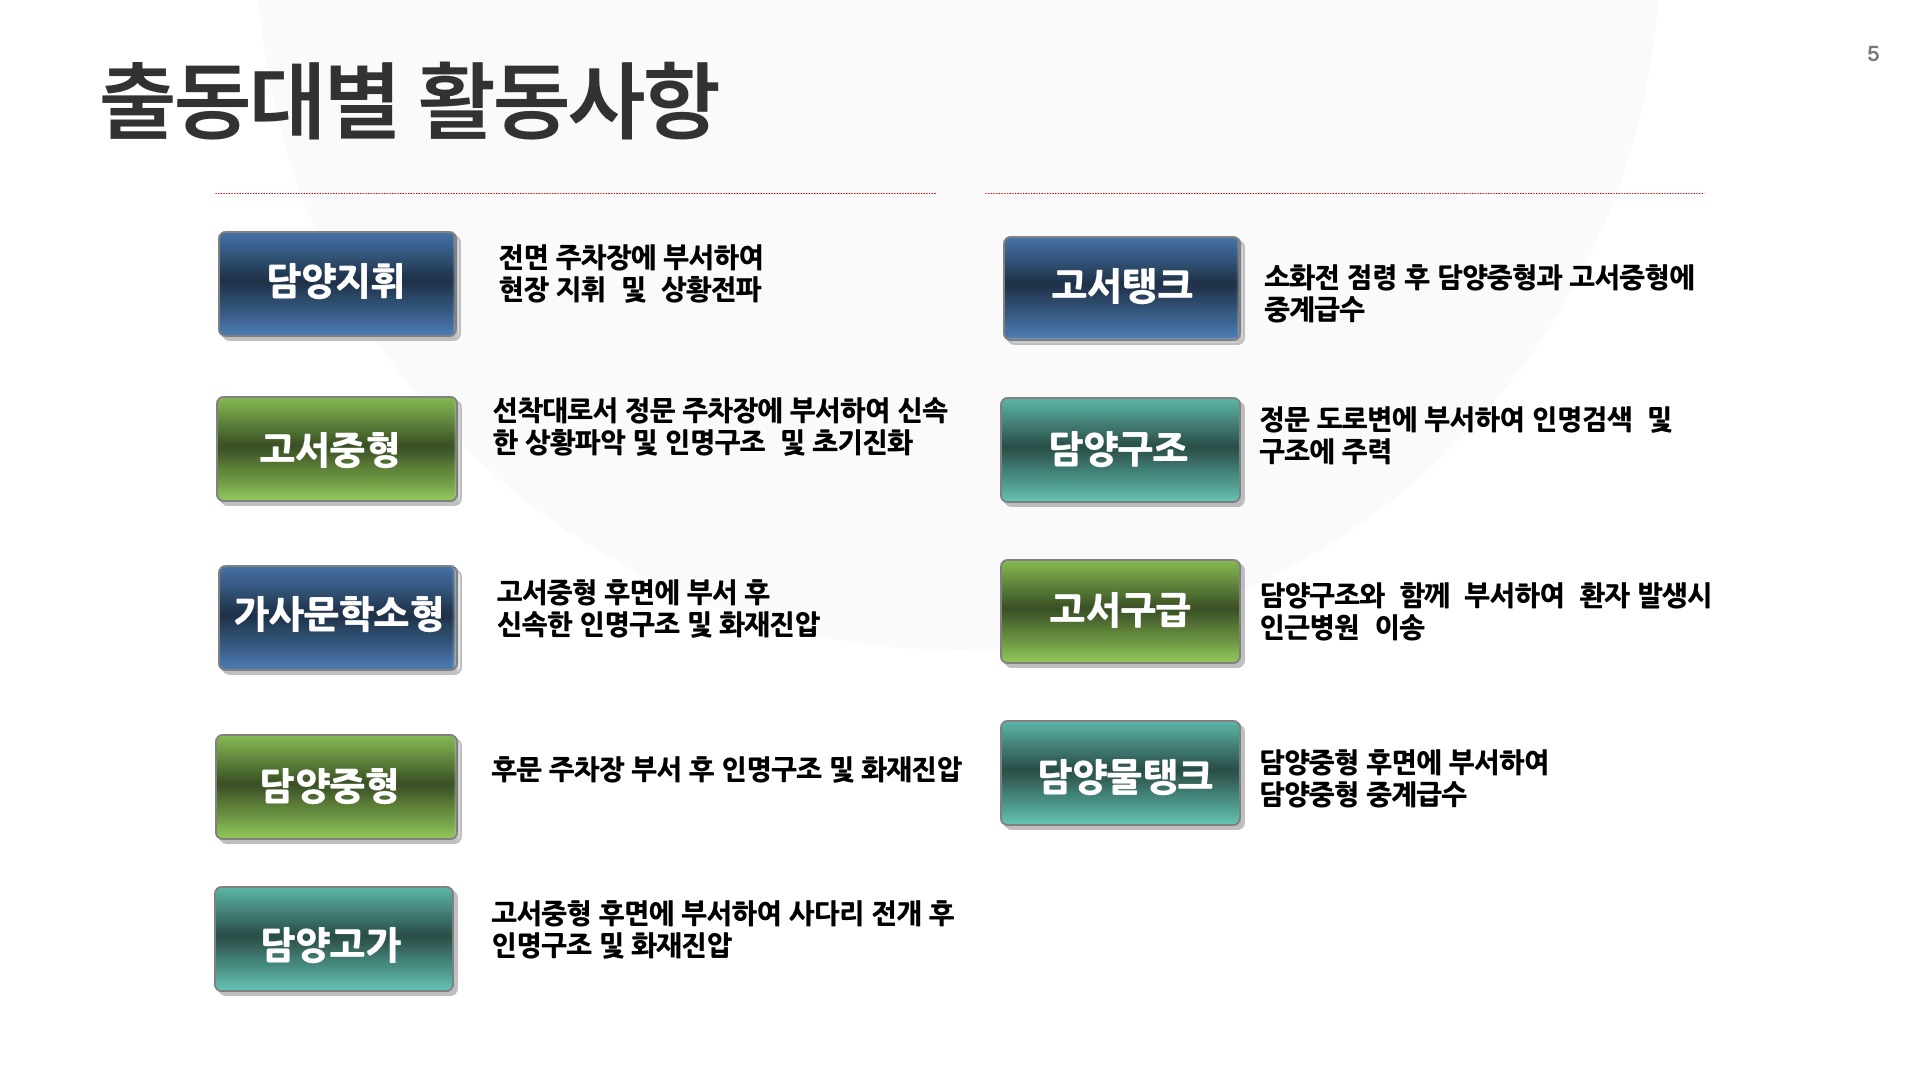 5
출동대별 활동사항
담양지휘
전면 주차장에 부서하여
현장 지휘 및 상황전파
고서중형
선착대로서 정문 주차장에 부서하여 신속
한 상황파악 및 인명구조 및 초기진화
가사문학소형
고서중형 후면에 부서 후
신속한 인명구조 및 화재진압
담양중형
후문 주차장 부서 후 인명구조 및 화재진압
담양고가
고서중형 후면에 부서하여 사다리 전개 후
인명구조 및 화재진압
고서탱크
소화전 점령 후 담양중형과 고서중형에
중계급수
담양구조
정문 도로변에 부서하여 인명검색 및
구조에 주력
고서구급
담양구조와 함께 부서하여 환자 발생시
인근병원 이송
담양물탱크
담양중형 후면에 부서하여
담양중형 중계급수